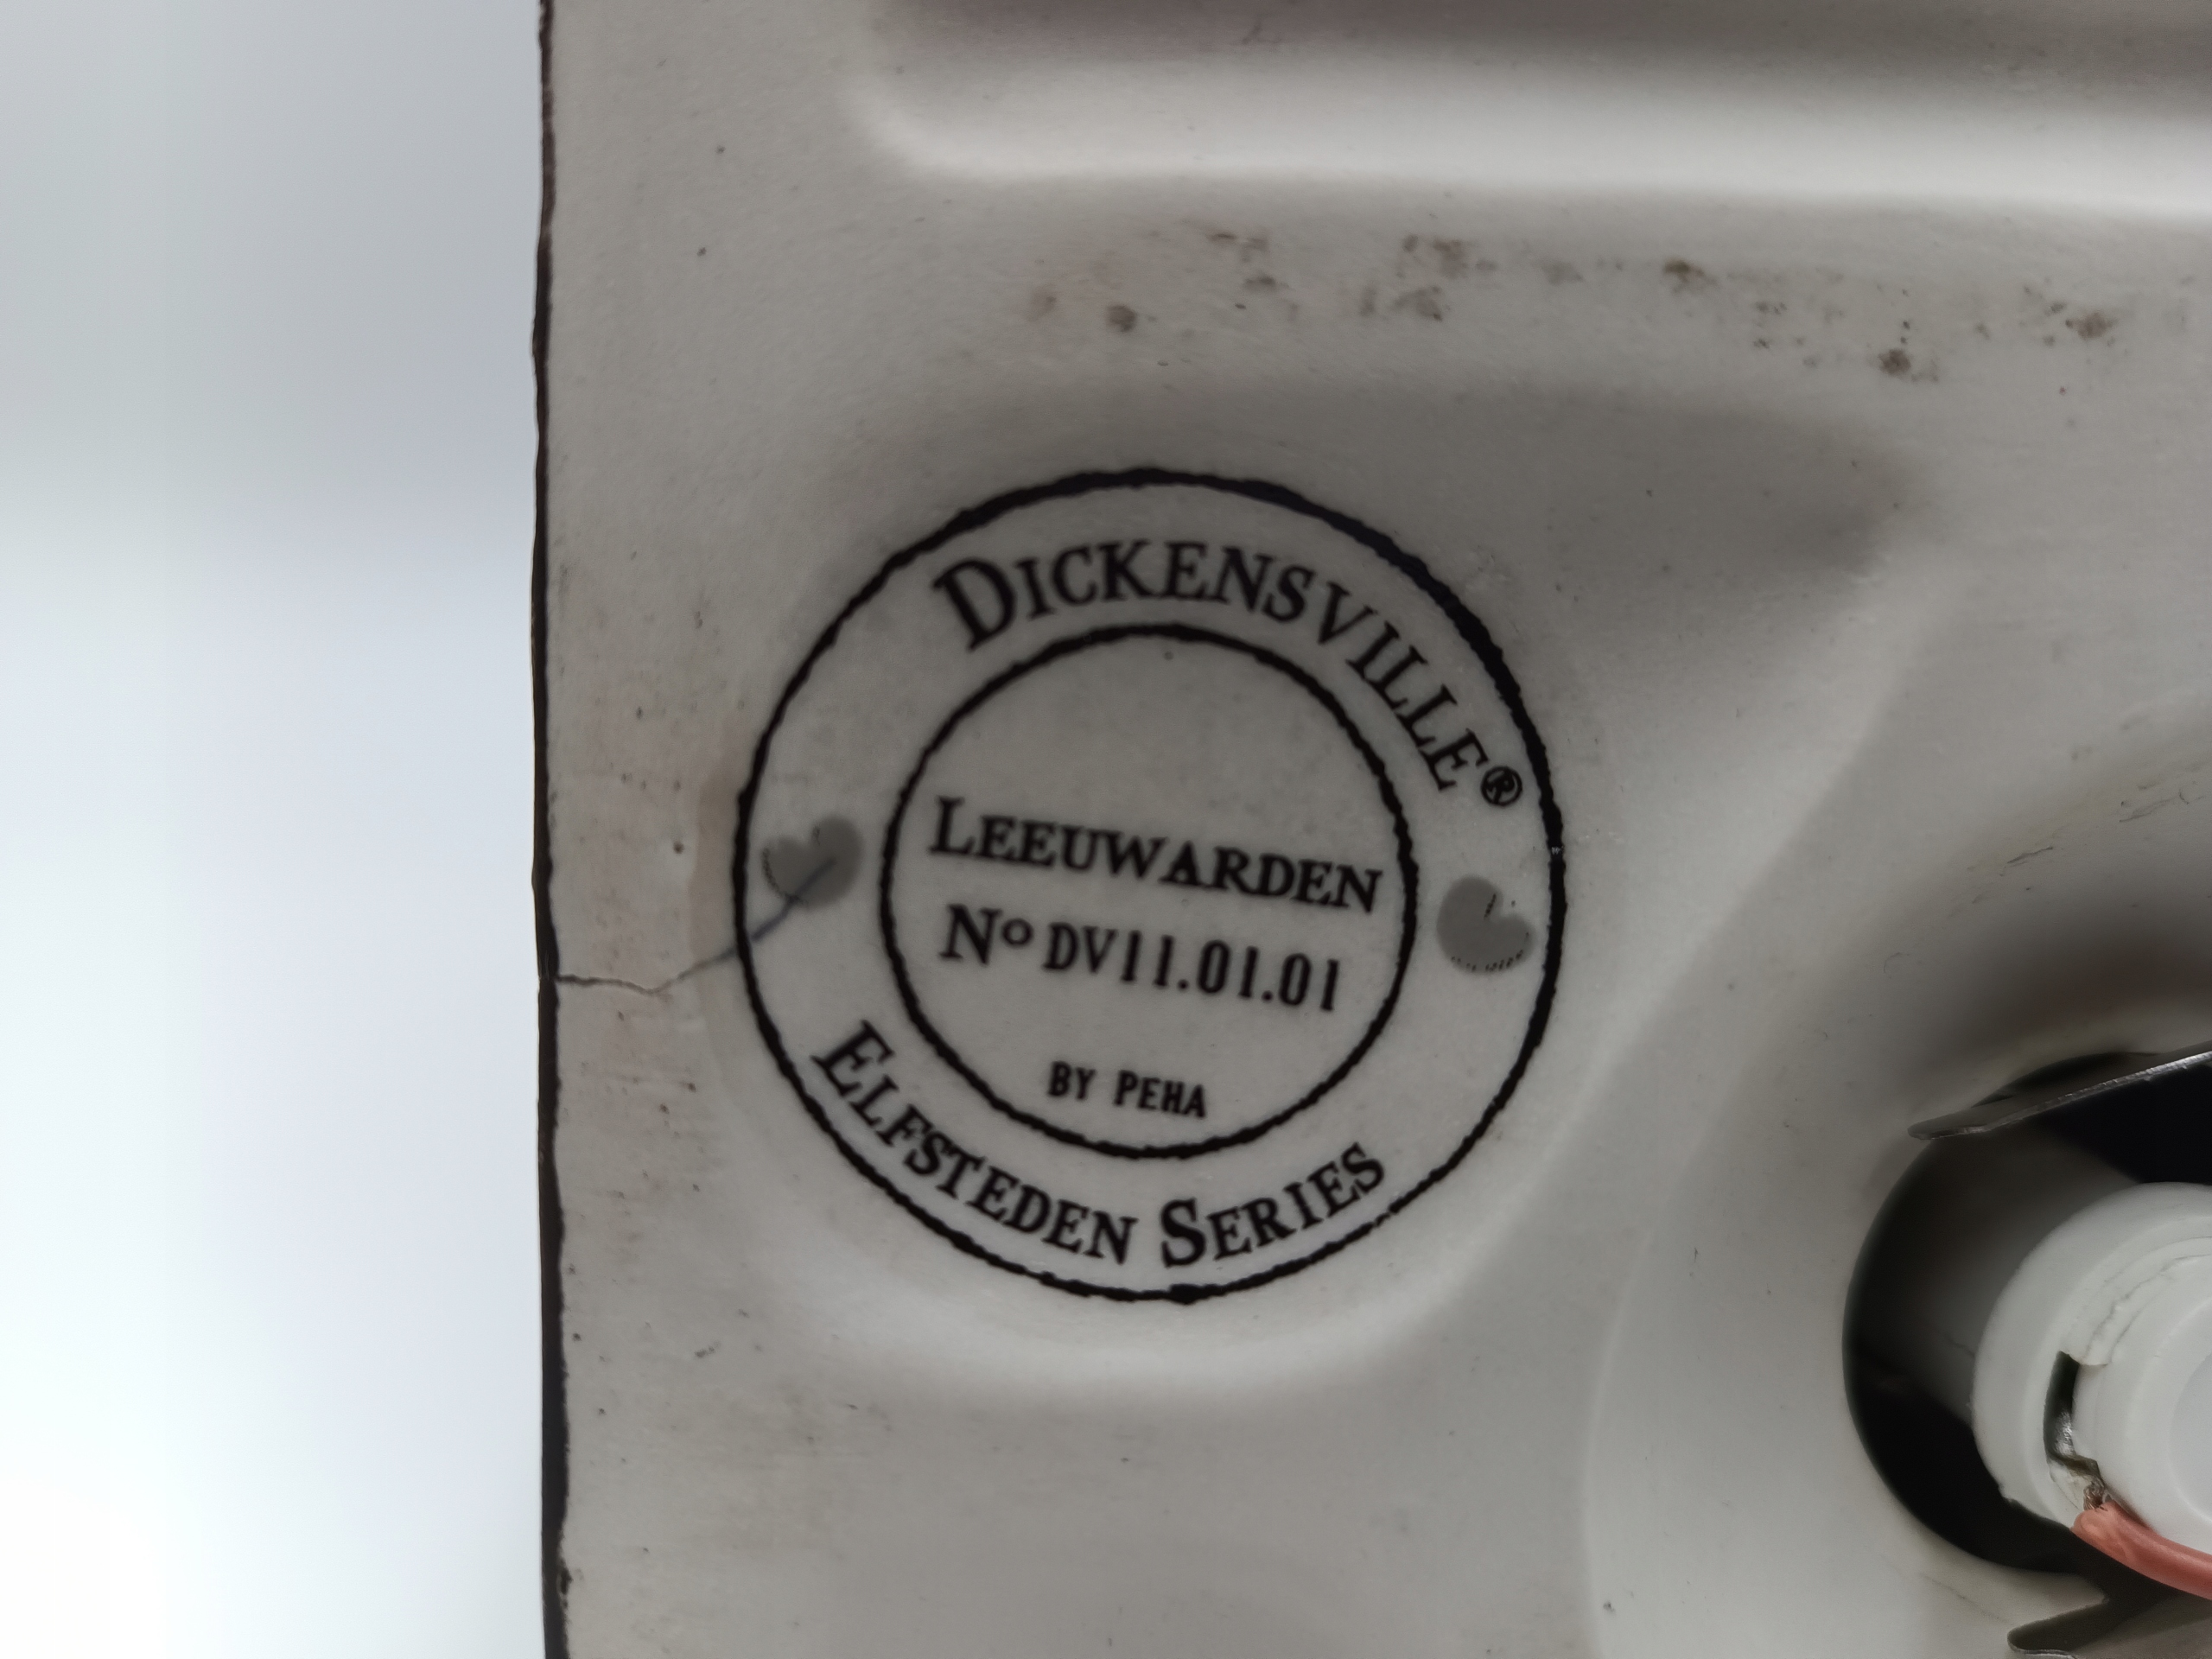 DICKENSVILLE®
LEEUWARDEN
No DV11.01.01
BY PEHA
ELFSTEDEN SERIES